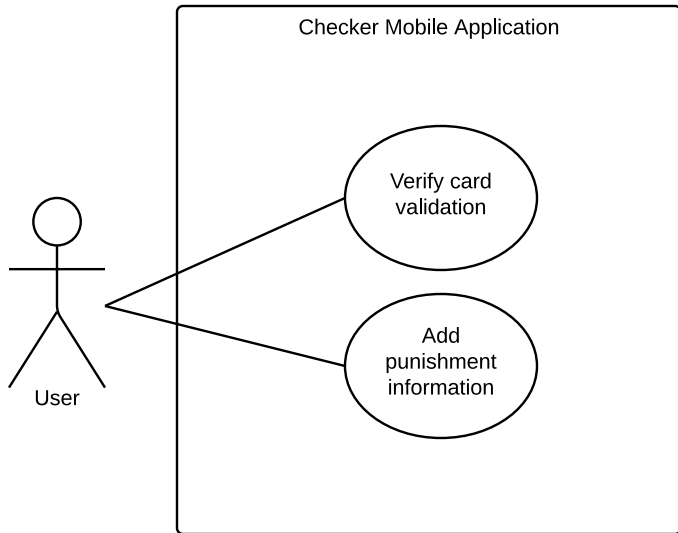 Checker Mobile Application
Verify card
validation
Add
punishment
information
User